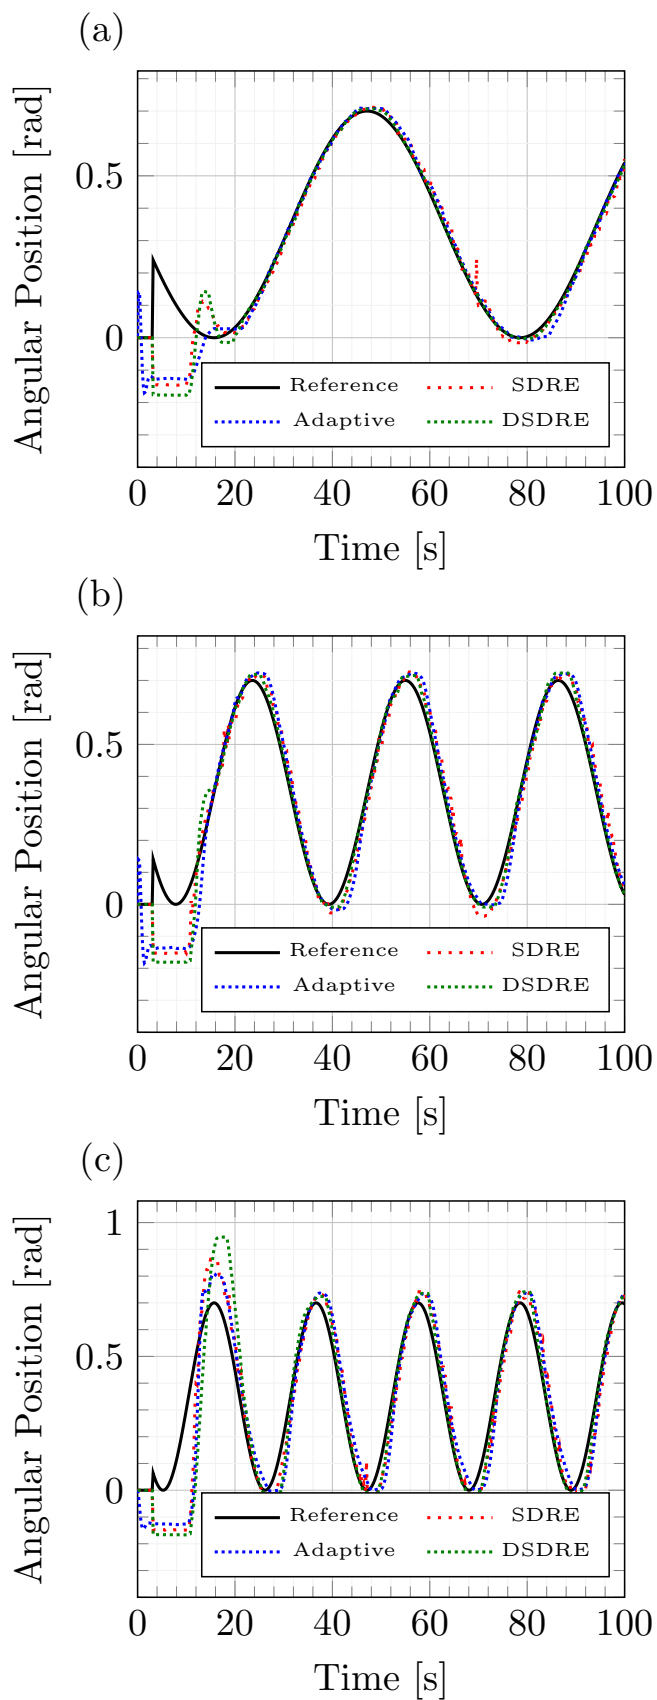 (a)
Angular Position [rad]
0.5
0
Reference SDRE
Adaptive DSDRE
0 20 40 60 80 100
Time [s]
(b)
Angular Position [rad]
0.5
0
Reference SDRE
Adaptive DSDRE
0 20 40 60 80 100
Time [s]
(c)
Angular Position [rad]
1
0.5
0
Reference SDRE
Adaptive DSDRE
0 20 40 60 80 100
Time [s]